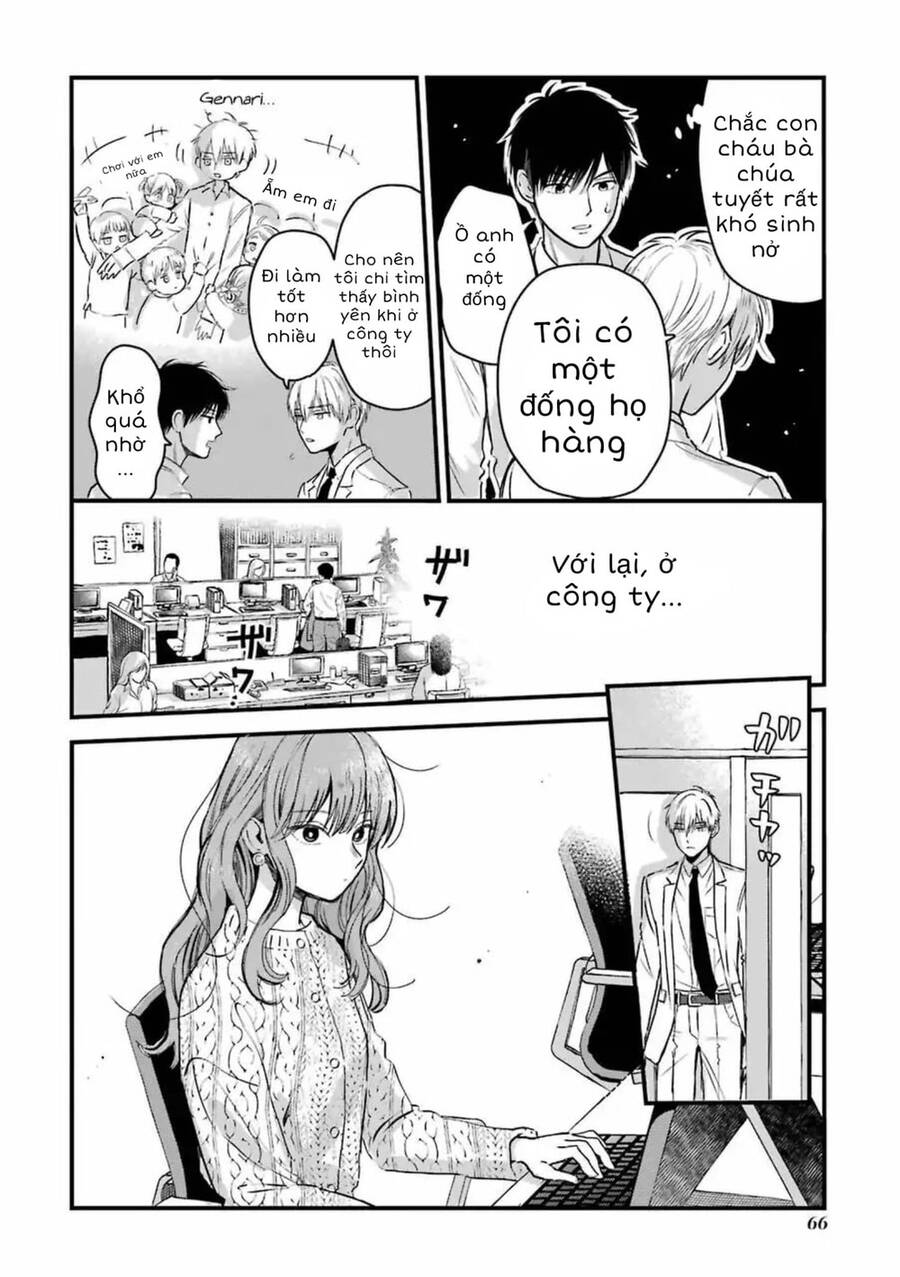 Chắc con
cháu bà
chúa
tuyết rất
khó sinh
nở
Ồ anh
có
một
đống
Tôi có
một
đống họ
hàng
Gennari...
Chơi với em
nữa
Ẵm em đi
Cho nên
tôi chi tìm
thấy bình
yên khi ở
công ty
thôi
Đi làm
tốt
hơn
nhiều
Khổ
quá
nhờ
...
Với lại, ở
công ty...
ザワ
ザワ
ガチャッ
66